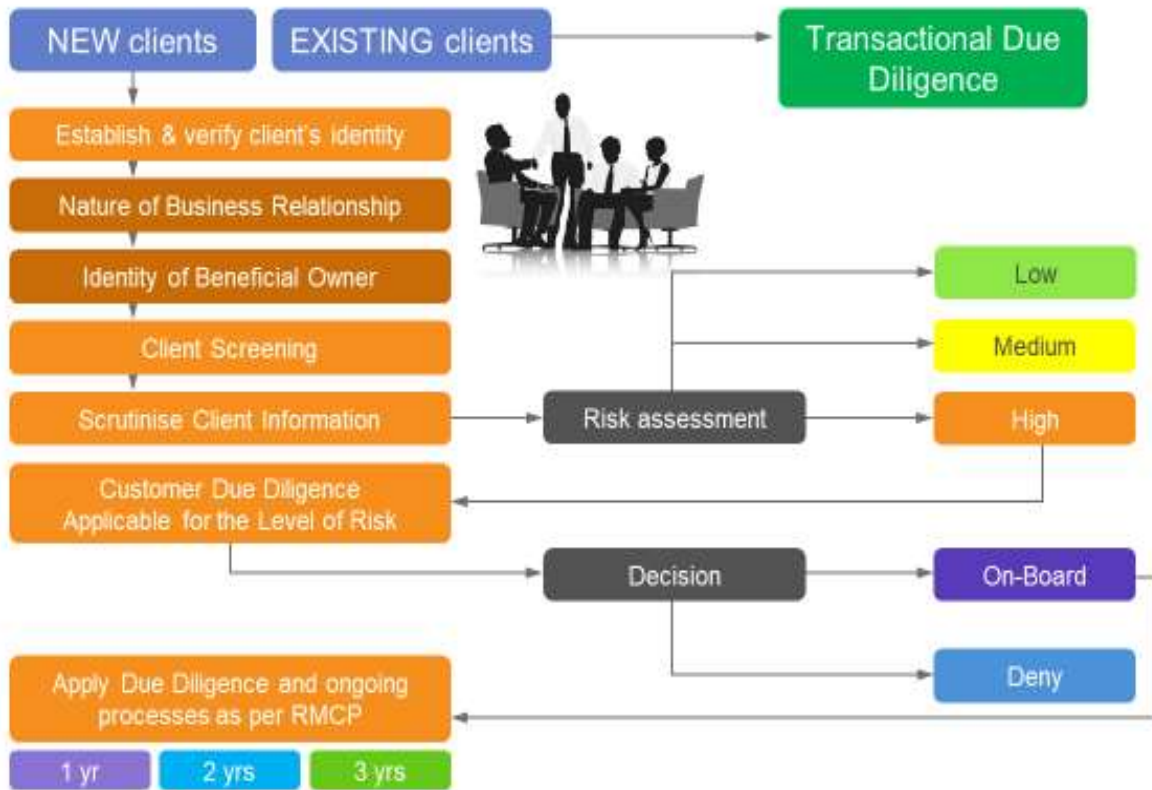 NEW clients
EXISTING clients
Transactional Due
Diligence
Establish & verify client's identity
Nature of Business Relationship
Identity of Beneficial Owner
Client Screening
Scrutinise Client Information
Risk assessment
Low
Medium
High
Customer Due Diligence
Applicable for the Level of Risk
Decision
On-Board
Deny
Apply Due Diligence and ongoing
processes as per RMCP
1 yr
2 yrs
3 yrs